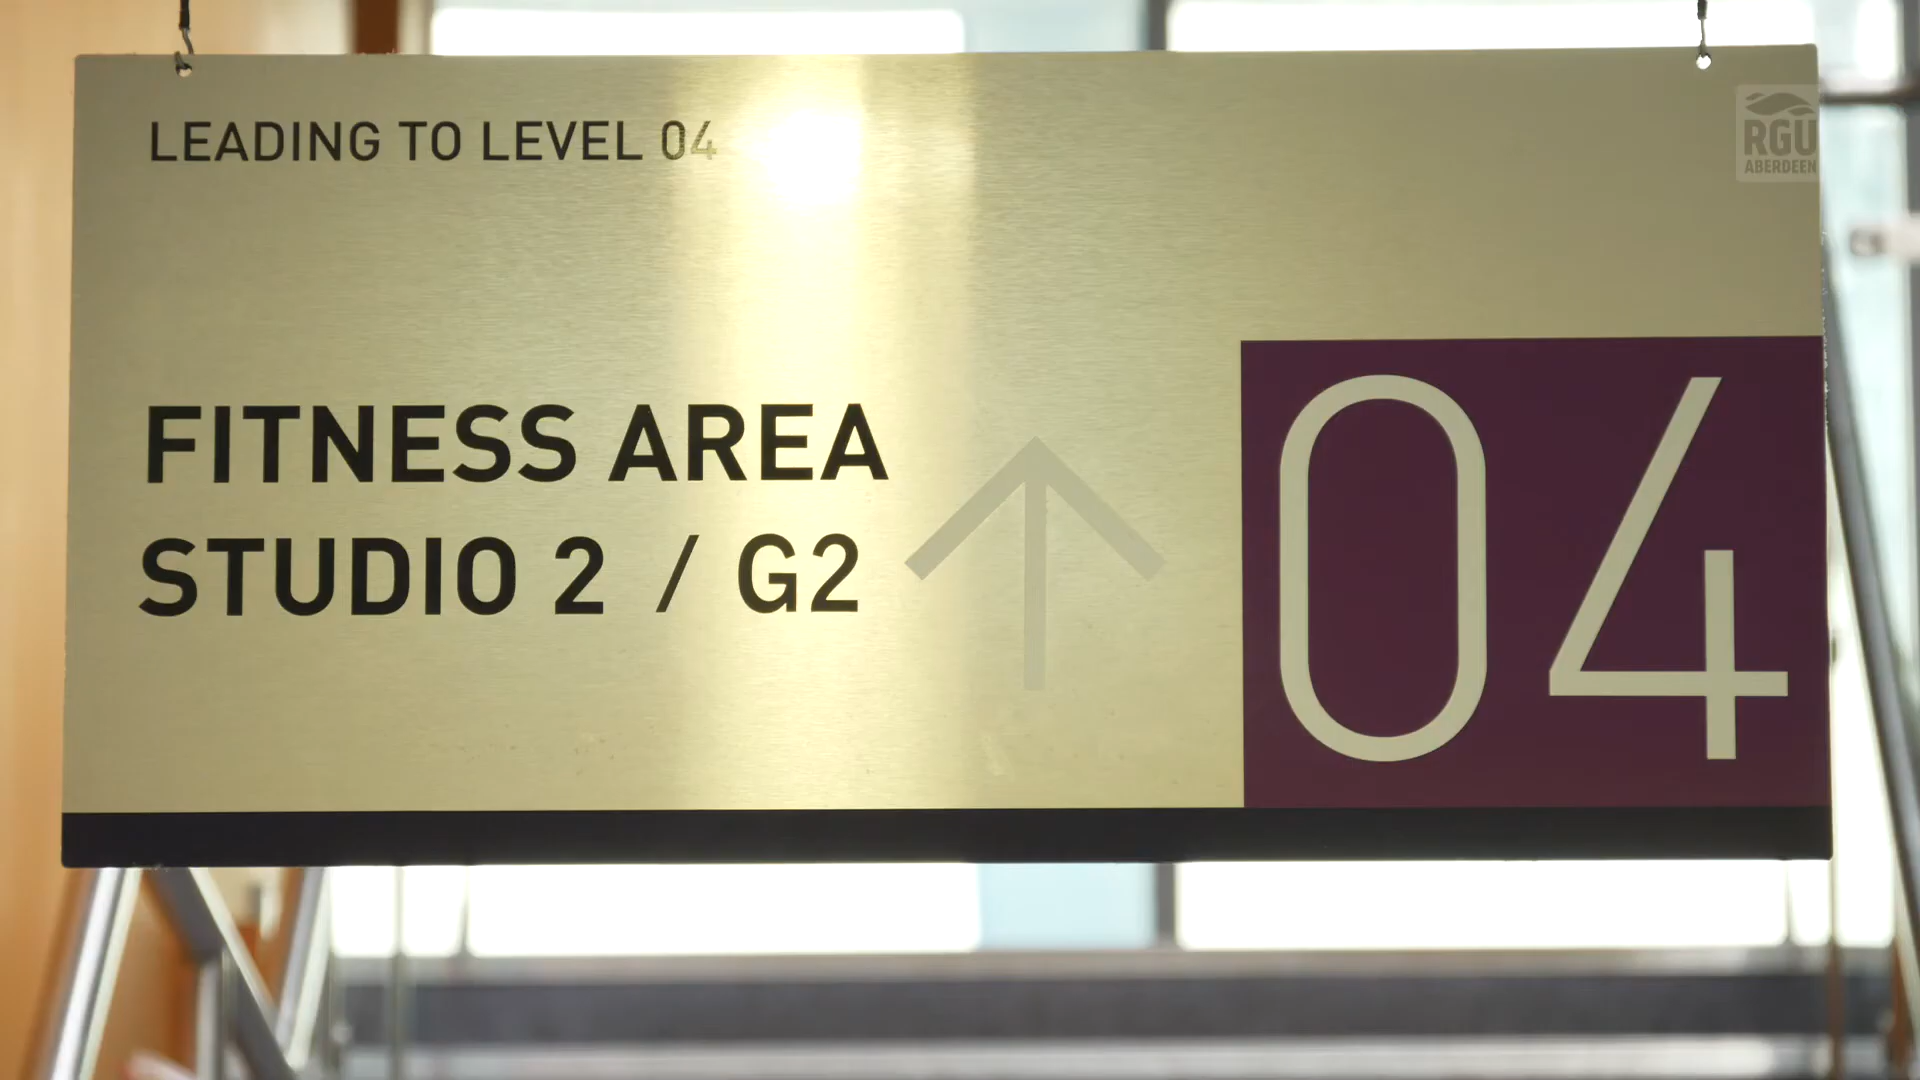 LEADING TO LEVEL 04
RGU
ABERDEEN
FITNESS AREA
STUDIO 2 / G2
04